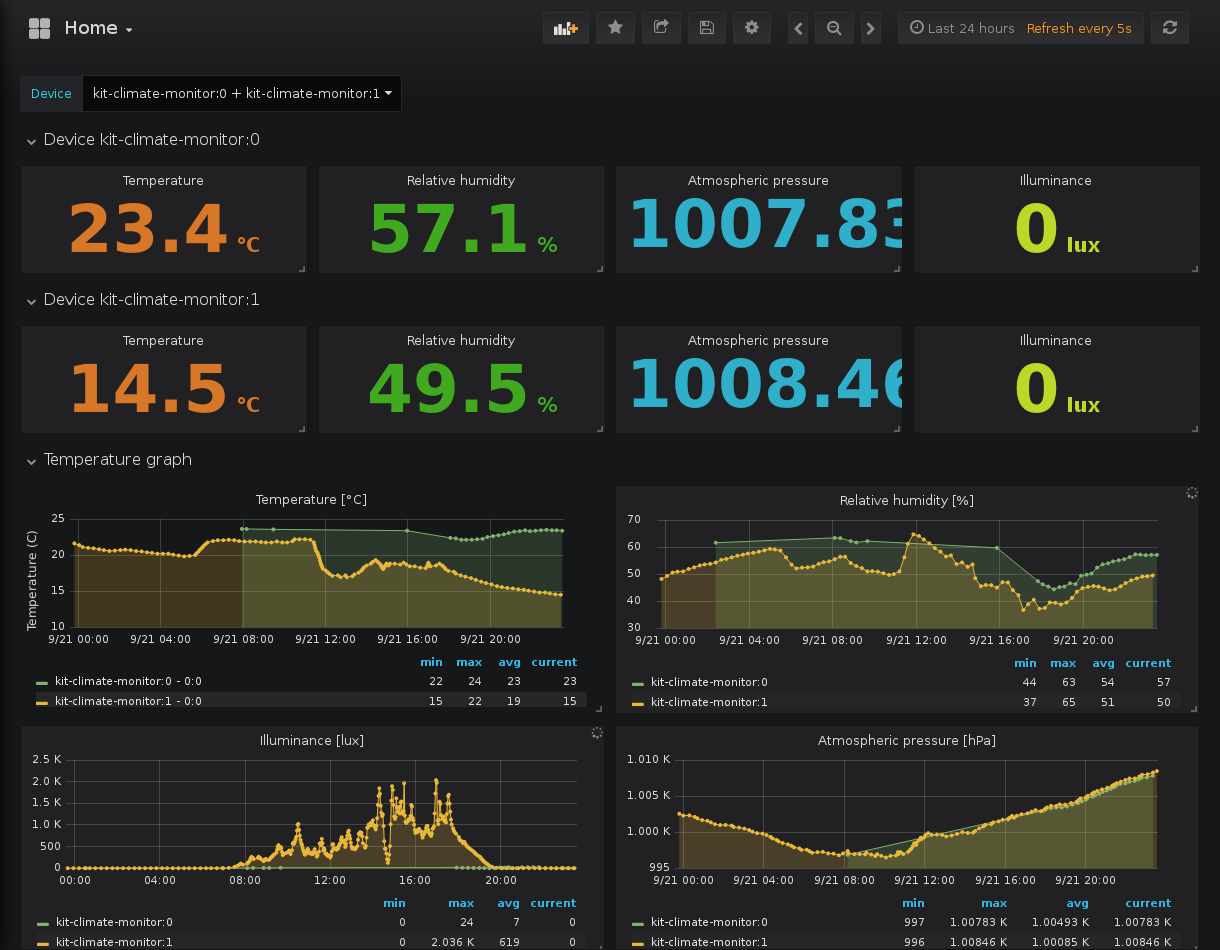 Home
Last 24 hours Refresh every 5s
Device kit-climate-monitor:0 + kit-climate-monitor:1
Device kit-climate-monitor:0
Temperature Relative humidity Atmospheric pressure Illuminance
23.4 °C 57.1 % 1007.83 0 lux
Device kit-climate-monitor:1
Temperature Relative humidity Atmospheric pressure Illuminance
14.5 °C 49.5 % 1008.46 0 lux
Temperature graph
Temperature [°C]
Temperature (C)
25
20
15
10
9/21 00:00 9/21 04:00 9/21 08:00 9/21 12:00 9/21 16:00 9/21 20:00
min max avg current
kit-climate-monitor:0 - 0:0 22 24 23 23
kit-climate-monitor:1 - 0:0 15 22 19 15
Relative humidity [%]
70
60
50
40
30
9/21 00:00 9/21 04:00 9/21 08:00 9/21 12:00 9/21 16:00 9/21 20:00
min max avg current
kit-climate-monitor:0 44 63 54 57
kit-climate-monitor:1 37 65 51 50
Illuminance [lux]
2.5 K
2.0 K
1.5 K
1.0 K
500
0
00:00 04:00 08:00 12:00 16:00 20:00
min max avg current
kit-climate-monitor:0 0 24 7 0
kit-climate-monitor:1 0 2.036 K 619 0
Atmospheric pressure [hPa]
1.010 K
1.005 K
1.000 K
995
9/21 00:00 9/21 04:00 9/21 08:00 9/21 12:00 9/21 16:00 9/21 20:00
min max avg current
kit-climate-monitor:0 997 1.00783 K 1.00493 K 1.00783 K
kit-climate-monitor:1 996 1.00846 K 1.00085 K 1.00846 K